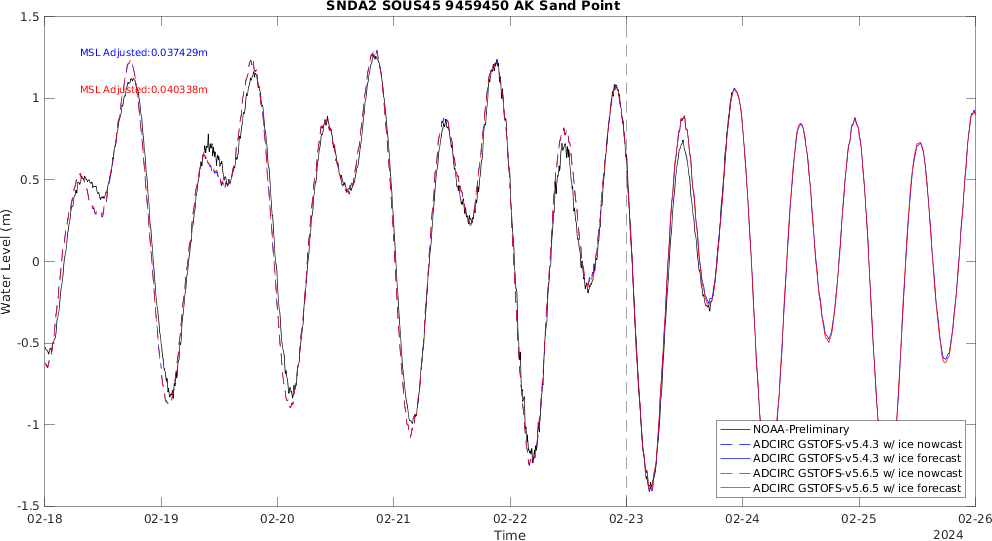 SNDA2 SOUS45 9459450 AK Sand Point
MSL Adjusted:0.037429m
MSL Adjusted:0.040338m
Water Level (m)
1.5
1
0.5
0
-0.5
-1
-1.5
NOAA-Preliminary
ADCIRC GSTOFS-v5.4.3 w/ ice nowcast
ADCIRC GSTOFS-v5.4.3 w/ ice forecast
ADCIRC GSTOFS-v5.6.5 w/ ice nowcast
ADCIRC GSTOFS-v5.6.5 w/ ice forecast
02-18 02-19 02-20 02-21 02-22 02-23 02-24 02-25 02-26
Time
2024